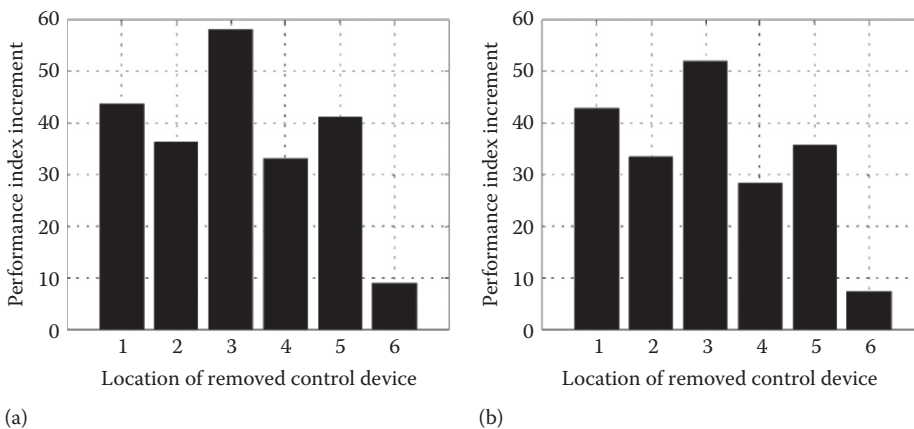 (a)
Performance index increment
60
50
40
30
20
10
0
1 2 3 4 5 6
Location of removed control device
(b)
Performance index increment
60
50
40
30
20
10
0
1 2 3 4 5 6
Location of removed control device